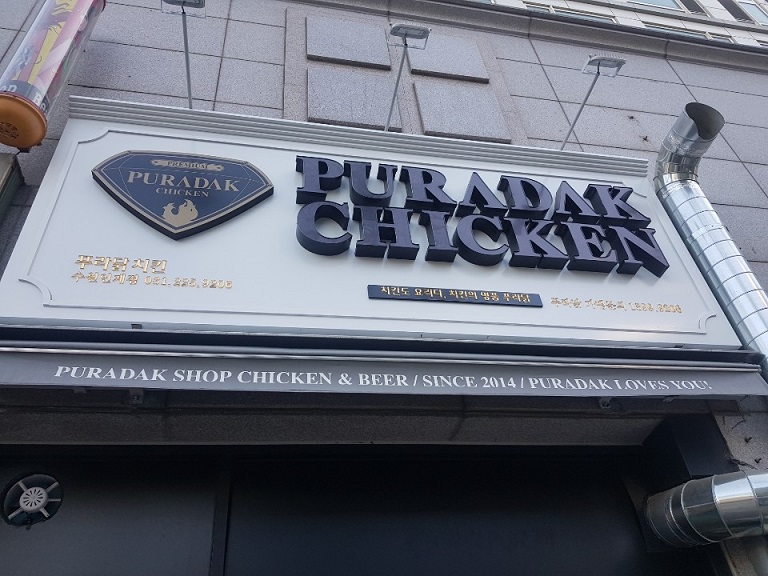 PREMIUM
PURADAK
CHICKEN
PURADAK
CHICKEN
푸라닭 치킨
치킨도 요리다, 치킨의 명품 푸라닭
PURADAK SHOP CHICKEN & BEER / SINCE 2014 / PURADAK LOVES YOU!